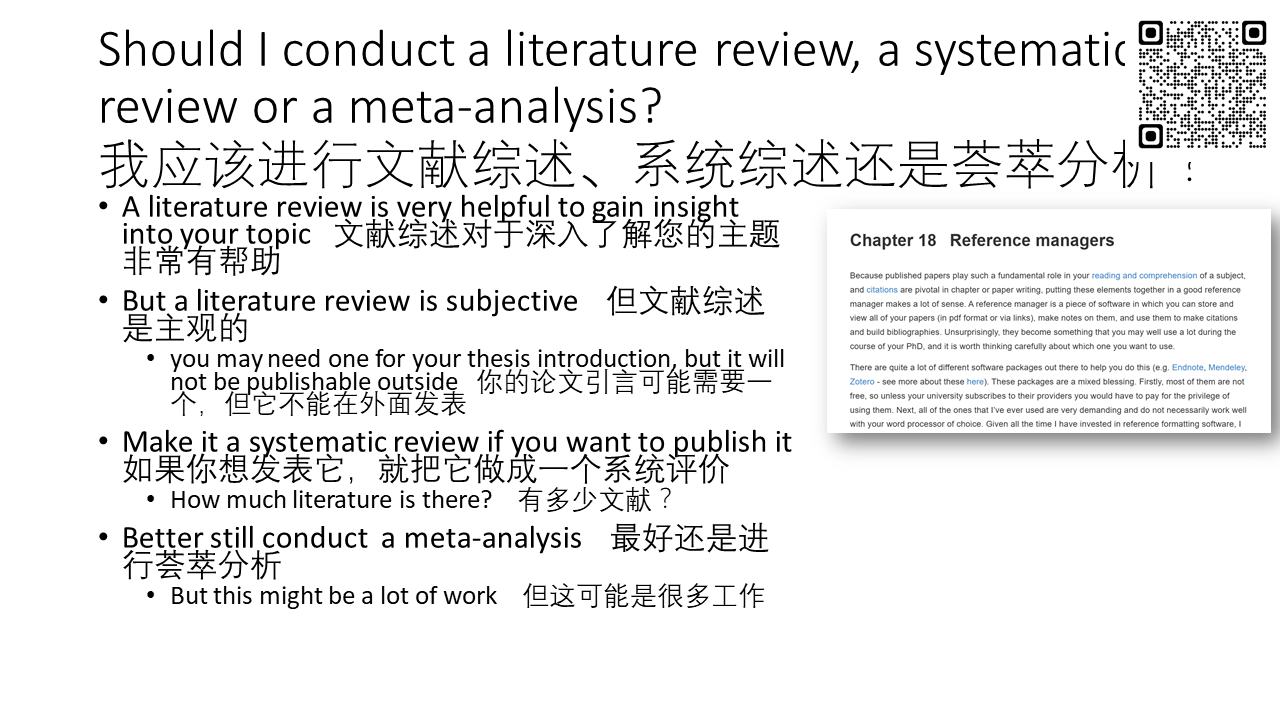 Should I conduct a literature review, a systematic
review or a meta-analysis?
我应该进行文献综述、系统综述还是荟萃分析？
• A literature review is very helpful to gain insight
into your topic 文献综述对于深入了解您的主题
非常有帮助
• But a literature review is subjective 但文献综述
是主观的
• you may need one for your thesis introduction, but it will
not be publishable outside 你的论文引言可能需要一
个，但它不能在外面发表
• Make it a systematic review if you want to publish it
如果你想发表它，就把它做成一个系统评价
• How much literature is there? 有多少文献？
• Better still conduct a meta-analysis 最好还是进
行荟萃分析
• But this might be a lot of work 但这可能是很多工作
Chapter 18 Reference managers
Because published papers play such a fundamental role in your reading and comprehension of a subject,
and citations are pivotal in chapter or paper writing, putting these elements together in a good reference
manager makes a lot of sense. A reference manager is a piece of software in which you can store and
view all of your papers (in pdf format or via links), make notes on them, and use them to make citations
and build bibliographies. Unsurprisingly, they become something that you may well use a lot during the
course of your PhD, and it is worth thinking carefully about which one you want to use.
There are quite a lot of different software packages out there to help you do this (e.g. Endnote, Mendeley,
Zotero - see more about these here). These packages are a mixed blessing. Firstly, most of them are not
free, so unless your university subscribes to their providers you would have to pay for the privilege of
using them. Next, all of the ones that I've ever used are very demanding and do not necessarily work well
with your word processor of choice. Given all the time I have invested in reference formatting software, I